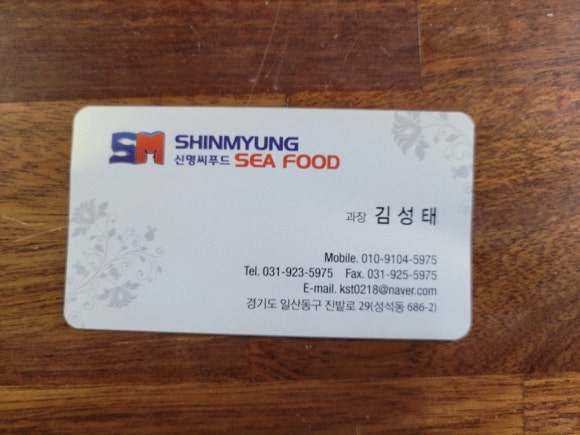 SM SHINMYUNG
신명씨푸드 SEA FOOD
과장 김성태
Mobile. 010-9104-5975
Tel. 031-923-5975 Fax. 031-925-5975
E-mail. kst0218@naver.com
경기도 일산동구 진밭로 29(성석동 686-2)